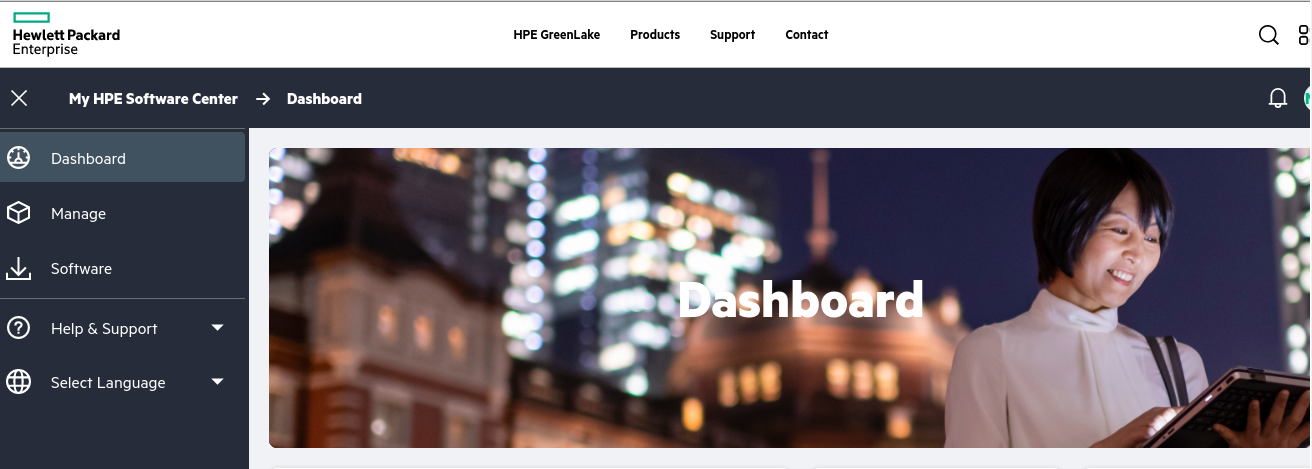 Hewlett Packard
Enterprise
HPE GreenLake Products Support Contact
My HPE Software Center → Dashboard
Dashboard
Manage
Software
Help & Support
Select Language
Dashboard